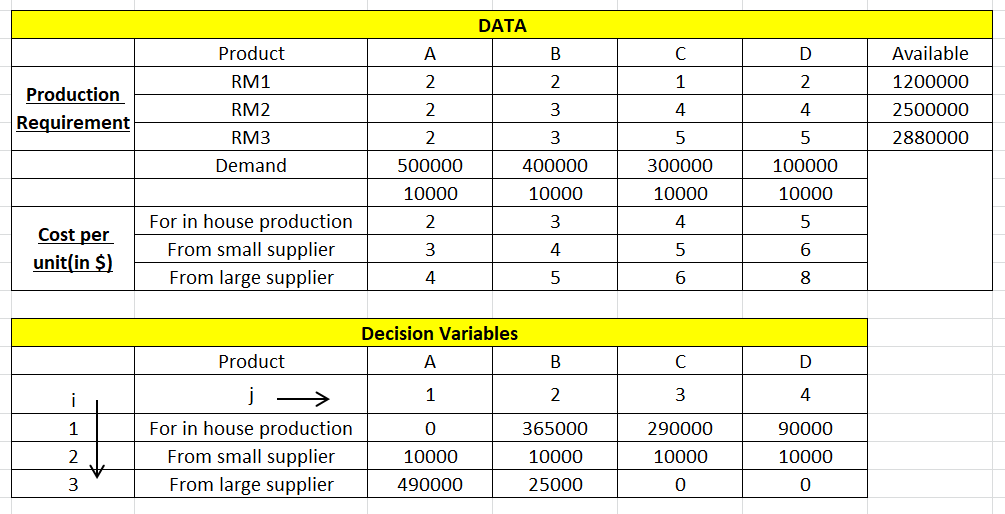 DATA
Product A B C D Available
Production Requirement
RM1 2 2 1 2 1200000
RM2 2 3 4 4 2500000
RM3 2 3 5 5 2880000
Demand 500000 400000 300000 100000
10000 10000 10000 10000
Cost per unit(in $)
For in house production 2 3 4 5
From small supplier 3 4 5 6
From large supplier 4 5 6 8
Decision Variables
Product A B C D
i j 1 2 3 4
1 For in house production 0 365000 290000 90000
2 From small supplier 10000 10000 10000 10000
3 From large supplier 490000 25000 0 0